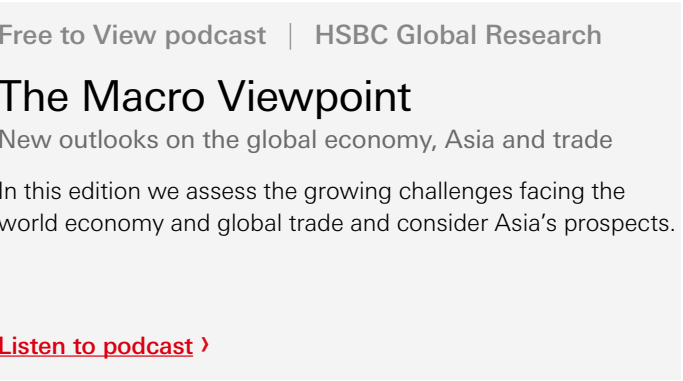 Free to View podcast | HSBC Global Research
The Macro Viewpoint
New outlooks on the global economy, Asia and trade
In this edition we assess the growing challenges facing the
world economy and global trade and consider Asia’s prospects.
Listen to podcast ›